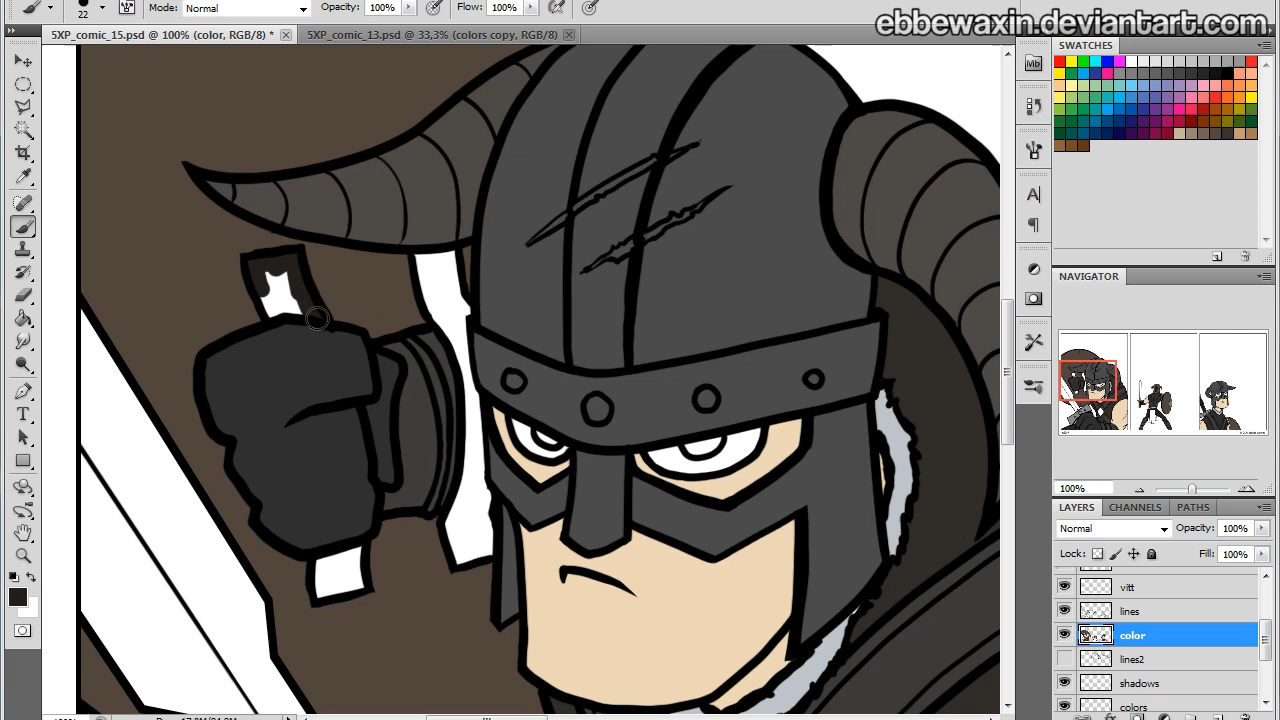 22
Mode: Normal
Opacity: 100%
Flow: 100%
ebbewaxin.deviantart.com
5XP_comic_15.psd @ 100% (color, RGB/8) *
5XP_comic_13.psd @ 33,3% (colors copy, RGB/8)
SWATCHES
Mb
A
NAVIGATOR
100%
LAYERS CHANNELS PATHS
Normal
Opacity: 100%
Lock:
Fill: 100%
vitt
lines
color
lines2
shadows
colors
T